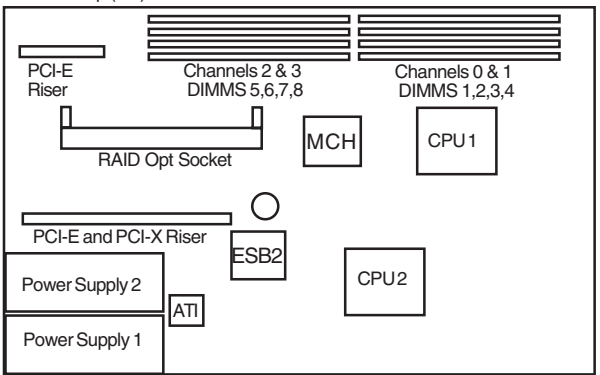 PCI-E
Riser
Channels 2 & 3
DIMMS 5,6,7,8
Channels 0 & 1
DIMMS 1,2,3,4
RAID Opt Socket
MCH
CPU1
PCI-E and PCI-X Riser
ESB2
CPU2
Power Supply 2
ATI
Power Supply 1